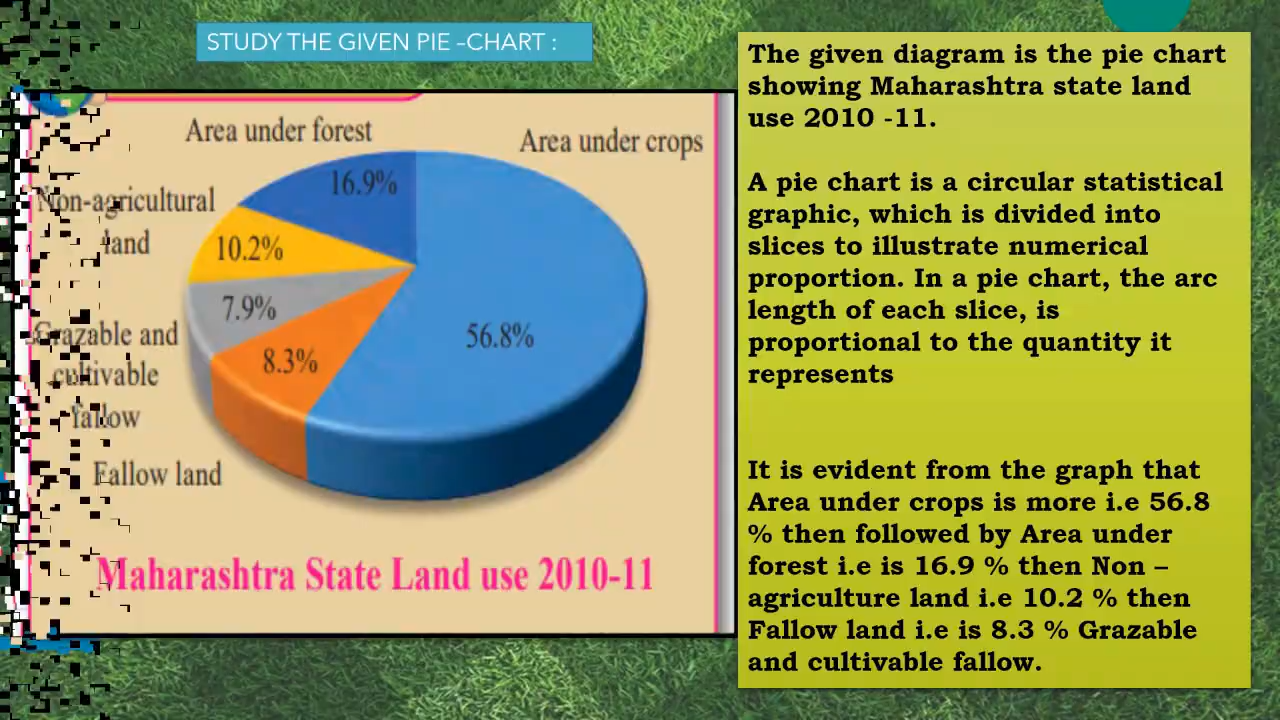 STUDY THE GIVEN PIE –CHART :
Area under forest
Area under crops
16.9%
Non-agricultural
land
10.2%
7.9%
56.8%
Grazable and
cultivable
fallow
8.3%
Fallow land
Maharashtra State Land use 2010-11
The given diagram is the pie chart
showing Maharashtra state land
use 2010 -11.
A pie chart is a circular statistical
graphic, which is divided into
slices to illustrate numerical
proportion. In a pie chart, the arc
length of each slice, is
proportional to the quantity it
represents
It is evident from the graph that
Area under crops is more i.e 56.8
% then followed by Area under
forest i.e is 16.9 % then Non –
agriculture land i.e 10.2 % then
Fallow land i.e is 8.3 % Grazable
and cultivable fallow.